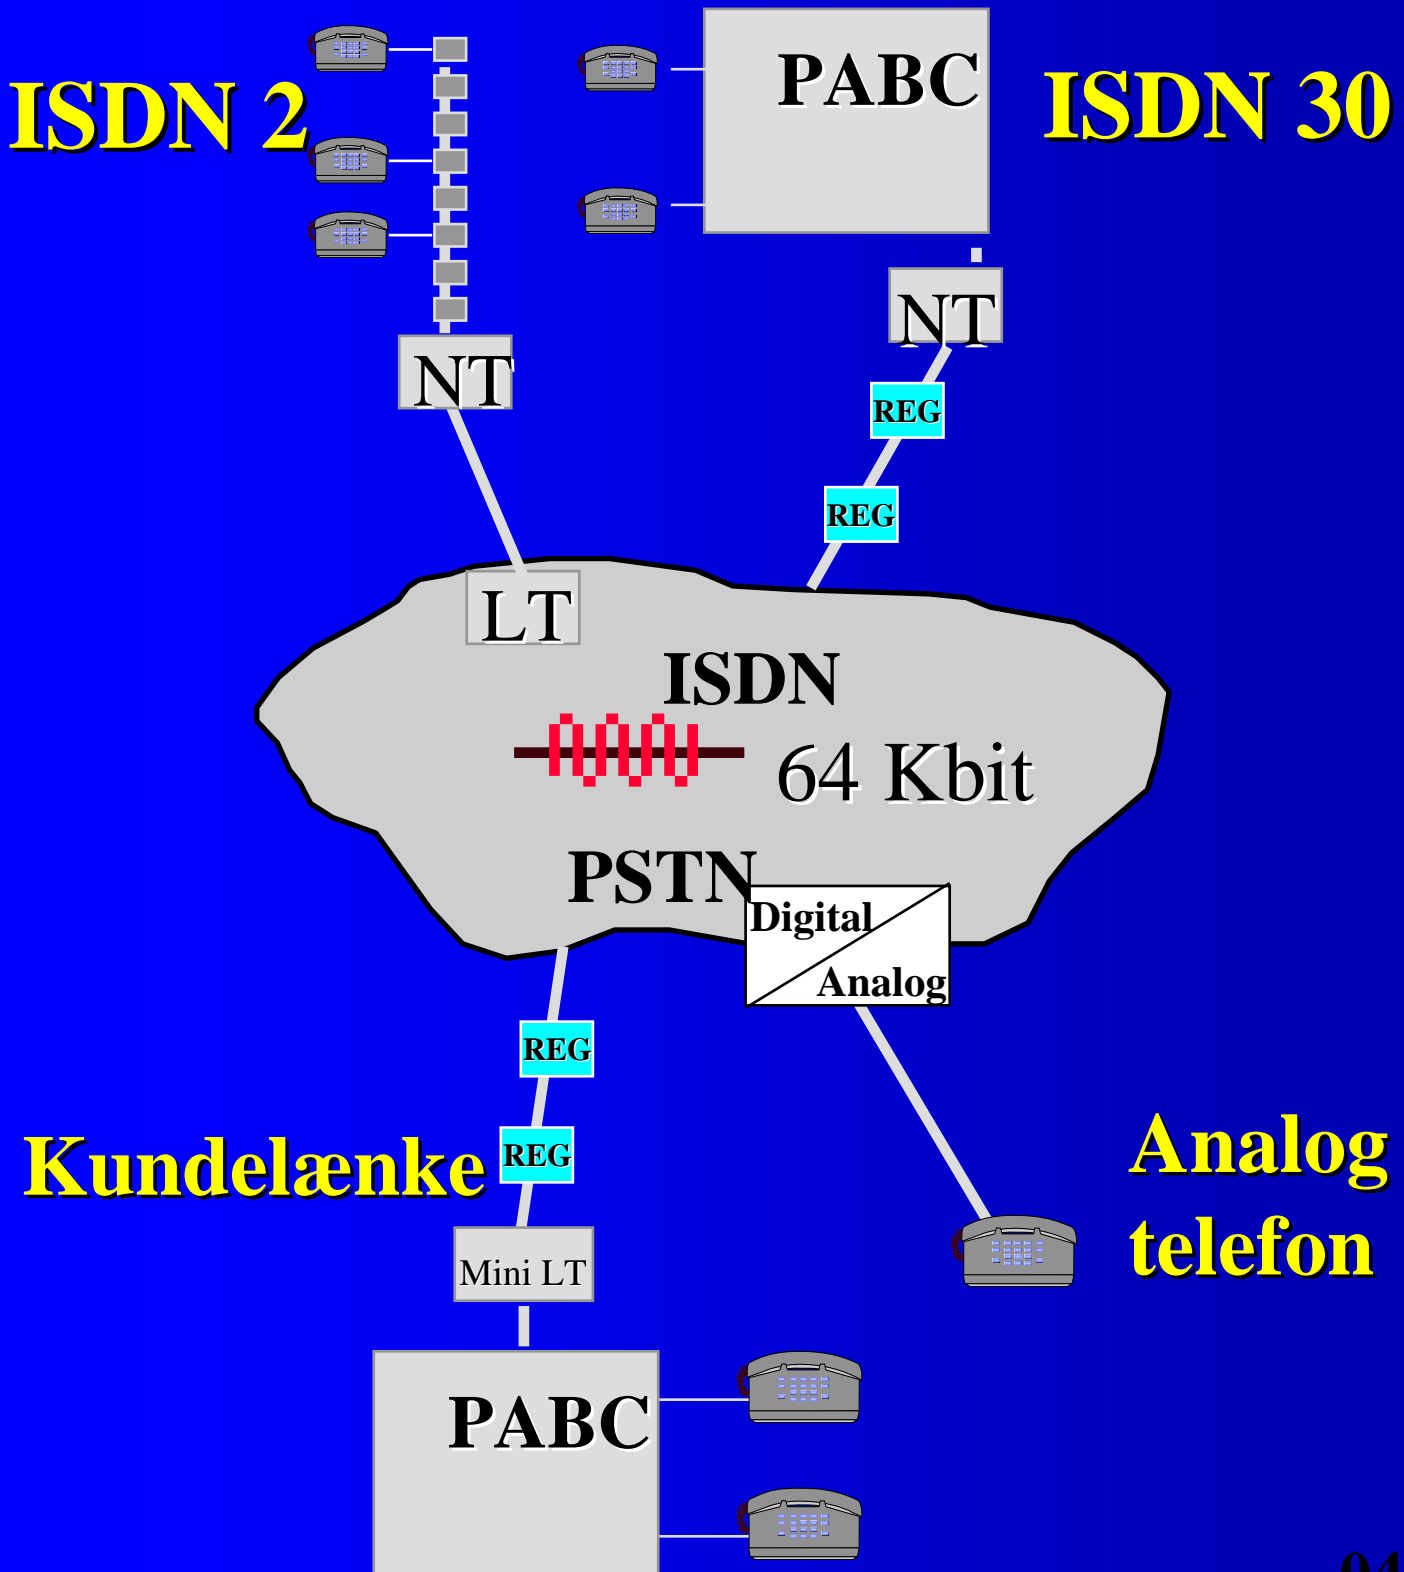 ISDN 2
PABC
ISDN 30
NT
NT
REG
REG
LT
ISDN
64 Kbit
PSTN
Digital
Analog
REG
Kundelænke
REG
Analog
telefon
Mini LT
PABC